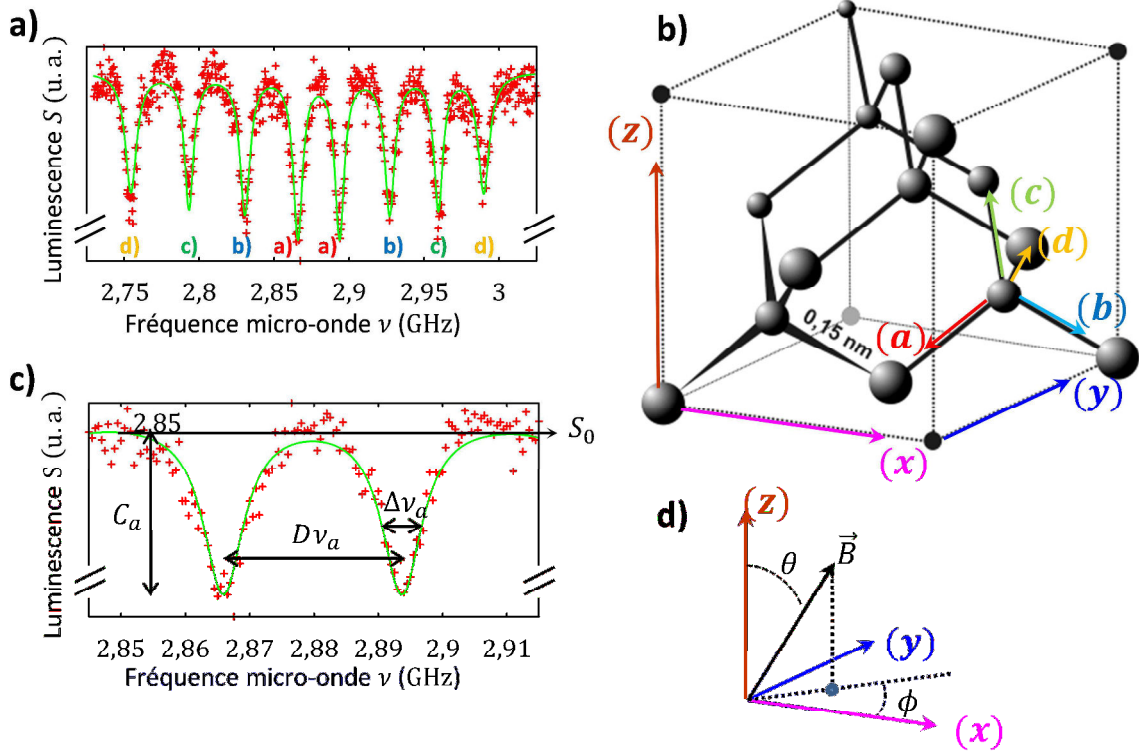 a)
Luminescence S (u. a.)
d) c) b) a) a) b) c) d)
2,75 2,8 2,85 2,9 2,95 3
Fréquence micro-onde ν (GHz)
b)
(z)
(c)
(d)
(b)
(a)
0,15 nm
(y)
(x)
c)
Luminescence S (u.a.)
2,85
S₀
Cₐ
Δνₐ
Dνₐ
2,85 2,86 2,87 2,88 2,89 2,9 2,91
Fréquence micro-onde ν (GHz)
d)
(z)
θ
B⃗
(y)
ϕ
(x)